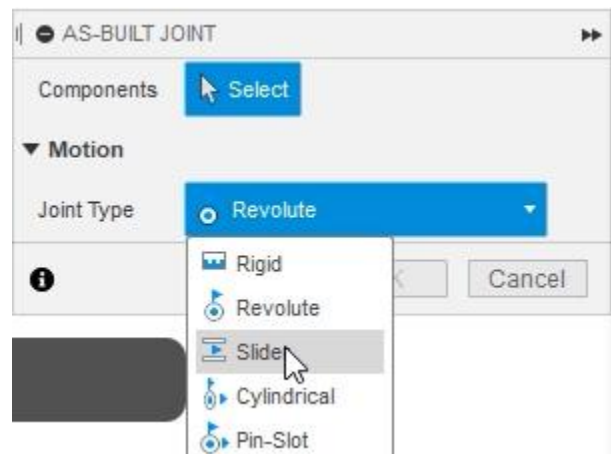 AS-BUILT JOINT
Components Select
Motion
Joint Type Revolute
Rigid
Cancel
Revolute
Slide
Cylindrical
Pin-Slot